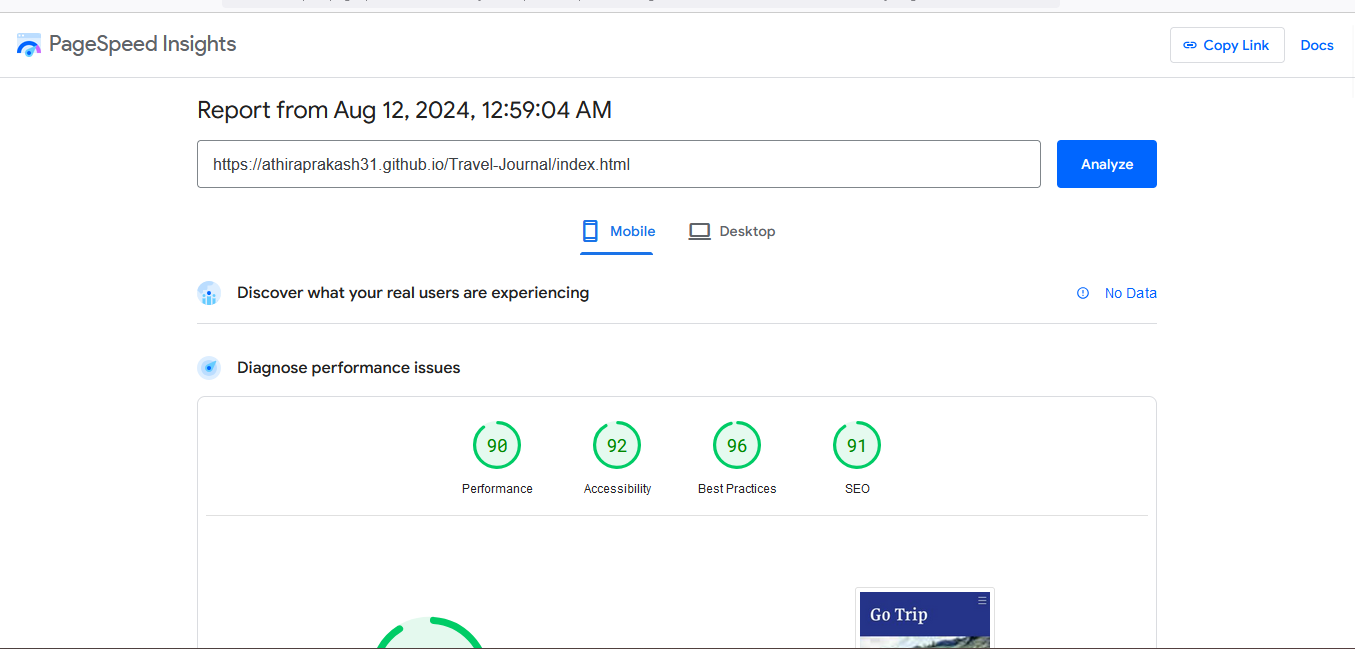 PageSpeed Insights
Copy Link
Docs
Report from Aug 12, 2024, 12:59:04 AM
https://athiraprakash31.github.io/Travel-Journal/index.html
Analyze
Mobile
Desktop
Discover what your real users are experiencing
No Data
Diagnose performance issues
90
92
96
91
Performance
Accessibility
Best Practices
SEO
Go Trip